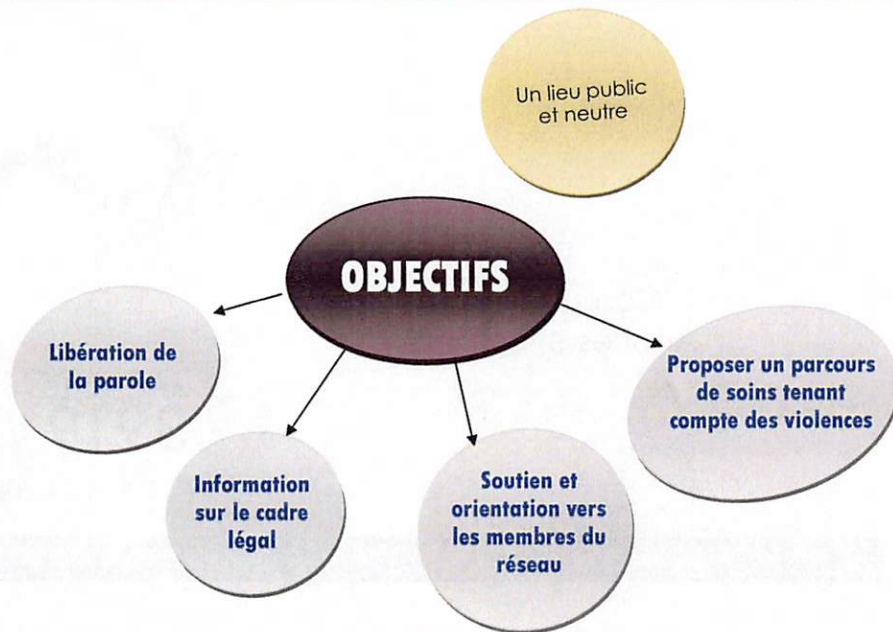 Un lieu public
et neutre
OBJECTIFS
Libération de
la parole
Information
sur le cadre
légal
Soutien et
orientation vers
les membres du
réseau
Proposer un parcours
de soins tenant
compte des violences